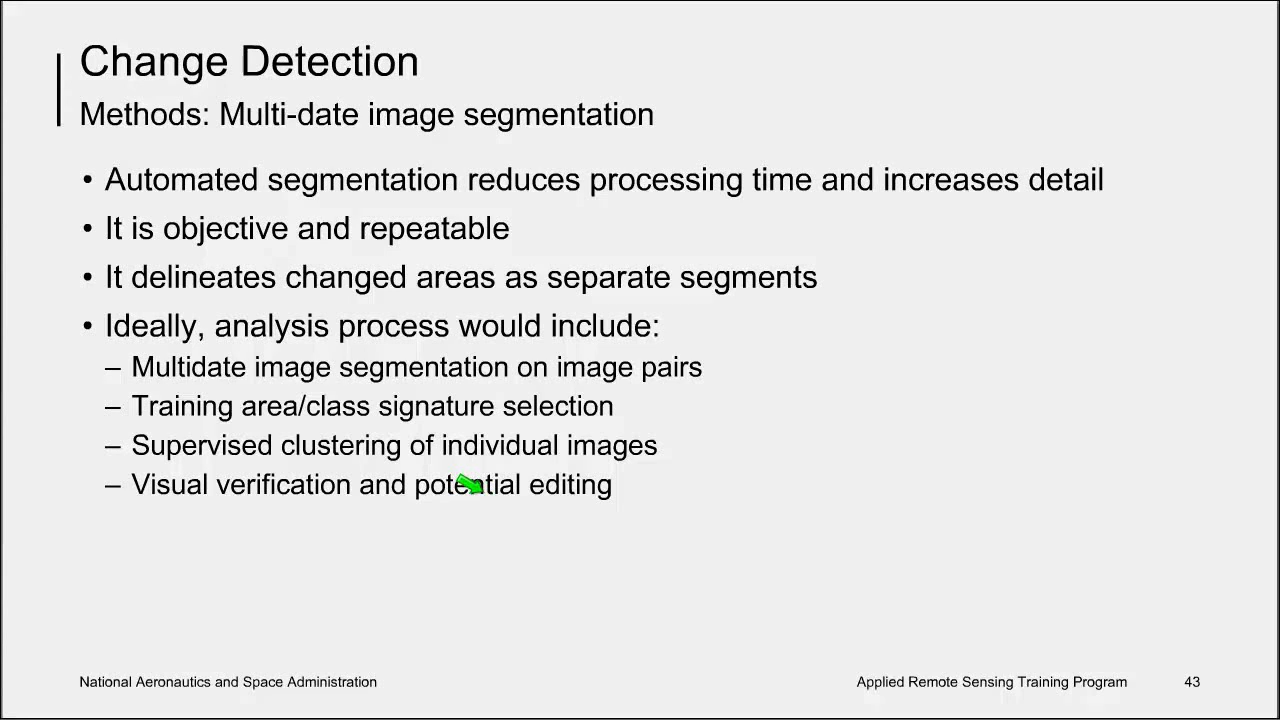 Change Detection
Methods: Multi-date image segmentation
• Automated segmentation reduces processing time and increases detail
• It is objective and repeatable
• It delineates changed areas as separate segments
• Ideally, analysis process would include:
– Multidate image segmentation on image pairs
– Training area/class signature selection
– Supervised clustering of individual images
– Visual verification and potential editing
National Aeronautics and Space Administration
Applied Remote Sensing Training Program
43